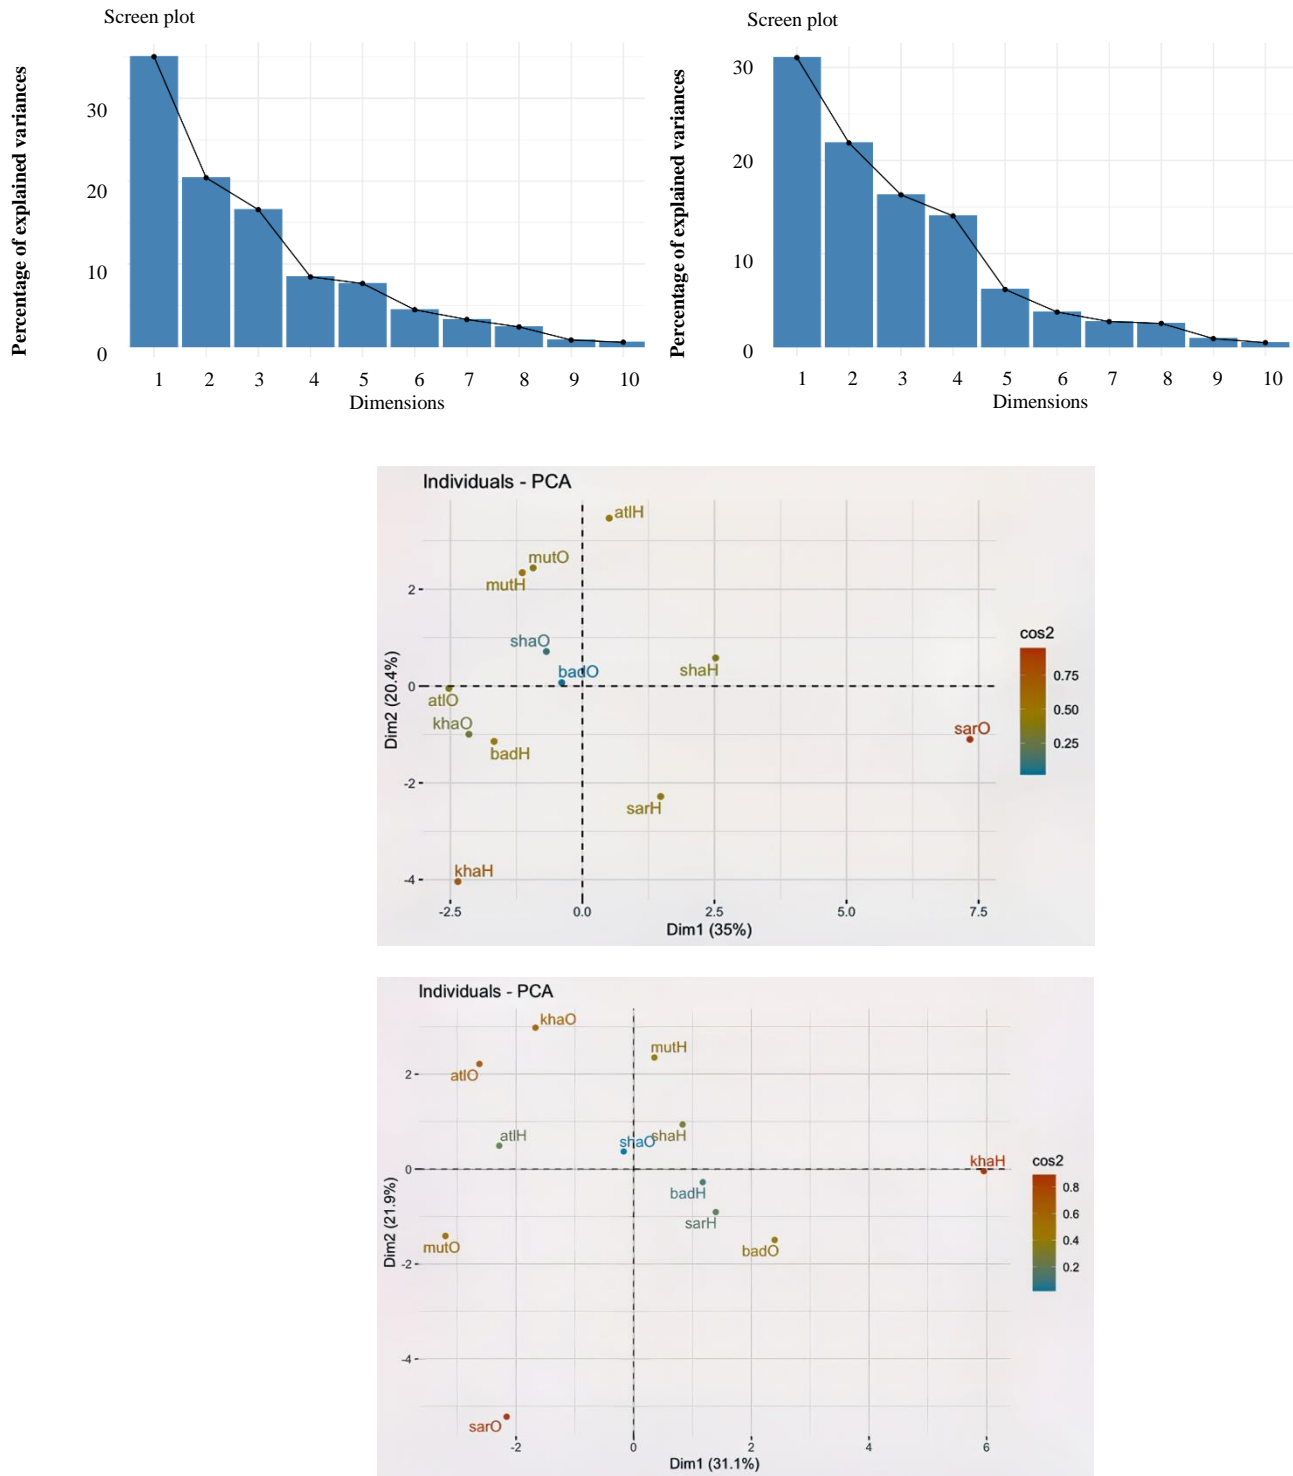 Screen plot
Percentage of explained variances
30
20
10
0
1 2 3 4 5 6 7 8 9 10
Dimensions
Screen plot
Percentage of explained variances
30
20
10
0
1 2 3 4 5 6 7 8 9 10
Dimensions
Individuals - PCA
atlH
mutO
mutH
shaO
badO
shaH
atlO
khaO
badH
sarO
sarH
khaH
Dim2 (20.4%)
2
0
-2
-4
-2.5 0.0 2.5 5.0 7.5
Dim1 (35%)
cos2
0.75
0.50
0.25
Individuals - PCA
khaO
mutH
atlO
atlH
shaO
shaH
khaH
badH
sarH
mutO
badO
sarO
Dim2 (21.9%)
2
0
-2
-4
-2 0 2 4 6
Dim1 (31.1%)
cos2
0.8
0.6
0.4
0.2